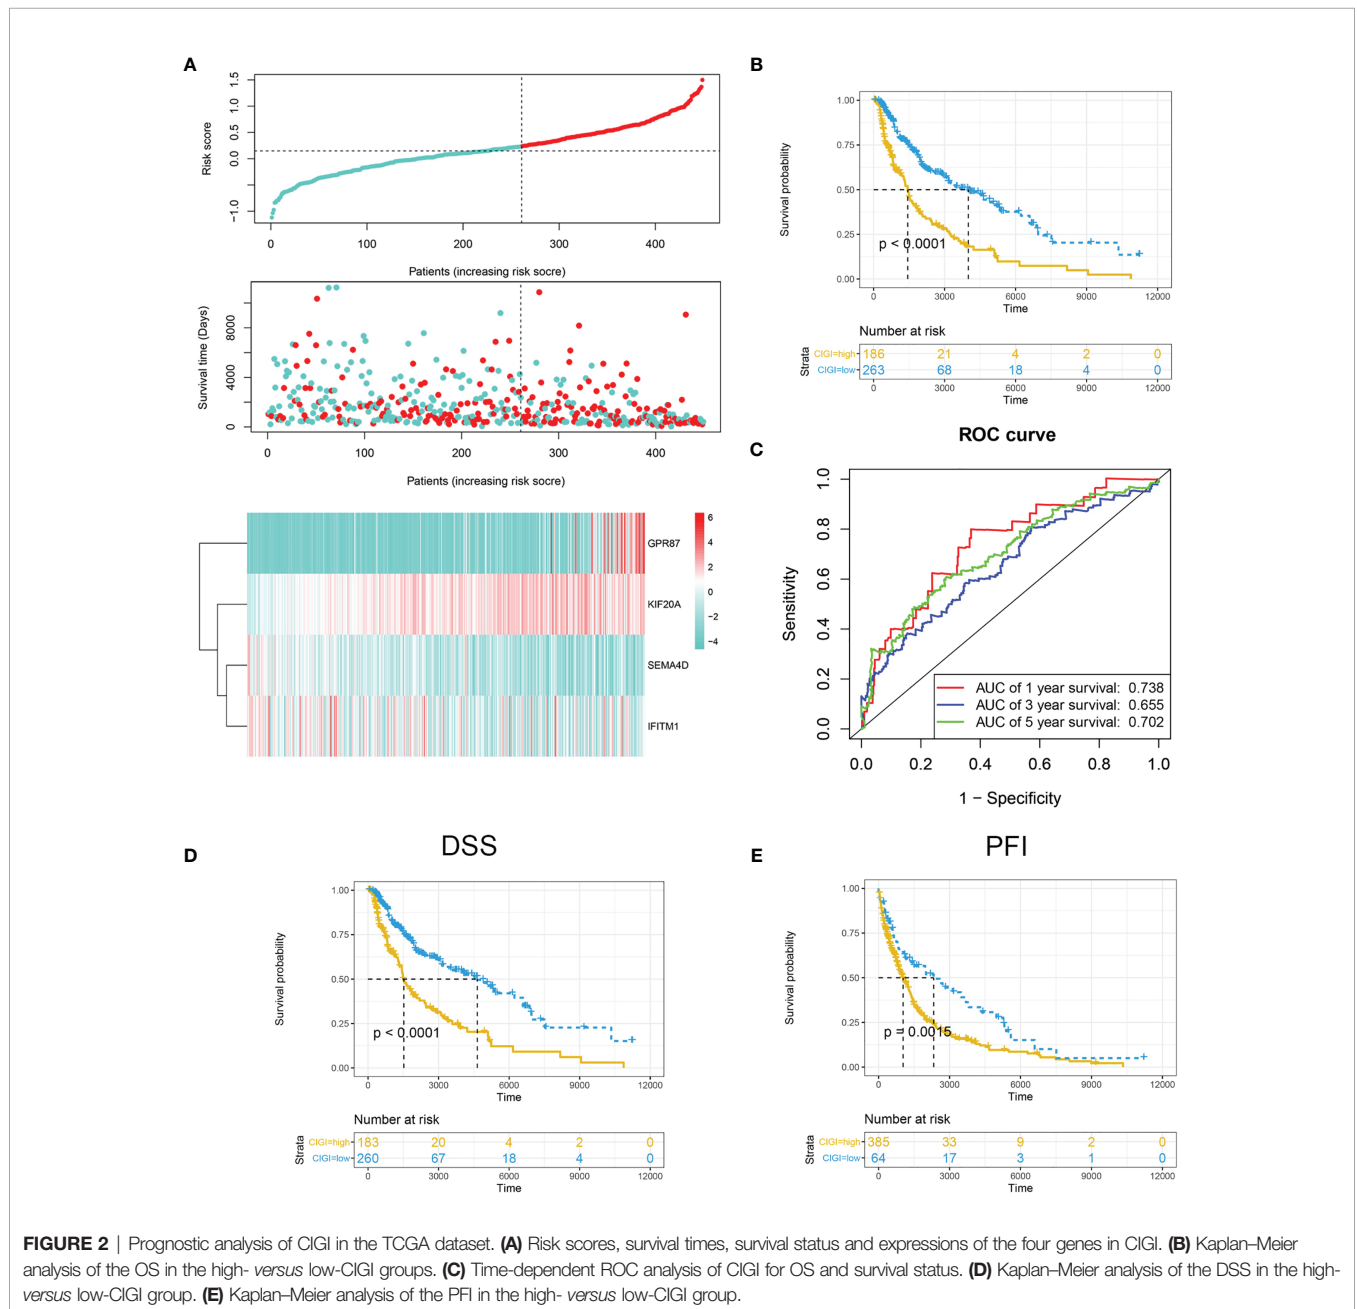 A
1.5
1.0
0.5
0.0
−1.0
Risk score
0 100 200 300 400
Patients (increasing risk socre)
8000
4000
0
Survival time (Days)
0 100 200 300 400
Patients (increasing risk socre)
GPR87
KIF20A
SEMA4D
IFITM1
6
4
2
0
−2
−4
B
1.00
0.75
0.50
0.25
0.00
Survival probability
p < 0.0001
0 3000 6000 9000 12000
Time
Number at risk
Strata
CIGI=high 186 21 4 2 0
CIGI=low 263 68 18 4 0
0 3000 6000 9000 12000
Time
C
ROC curve
1.0
0.8
0.6
0.4
0.2
0.0
Sensitivity
AUC of 1 year survival: 0.738
AUC of 3 year survival: 0.655
AUC of 5 year survival: 0.702
0.0 0.2 0.4 0.6 0.8 1.0
1 − Specificity
D
DSS
1.00
0.75
0.50
0.25
0.00
Survival probability
p < 0.0001
0 3000 6000 9000 12000
Time
Number at risk
Strata
CIGI=high 183 20 4 2 0
CIGI=low 260 67 18 4 0
0 3000 6000 9000 12000
Time
E
PFI
1.00
0.75
0.50
0.25
0.00
Survival probability
p = 0.0015
0 3000 6000 9000 12000
Time
Number at risk
Strata
CIGI=high 385 33 9 2 0
CIGI=low 64 17 3 1 0
0 3000 6000 9000 12000
Time
FIGURE 2 | Prognostic analysis of CIGI in the TCGA dataset. (A) Risk scores, survival times, survival status and expressions of the four genes in CIGI. (B) Kaplan–Meier
analysis of the OS in the high- versus low-CIGI groups. (C) Time-dependent ROC analysis of CIGI for OS and survival status. (D) Kaplan–Meier analysis of the DSS in the high-
versus low-CIGI group. (E) Kaplan–Meier analysis of the PFI in the high- versus low-CIGI group.